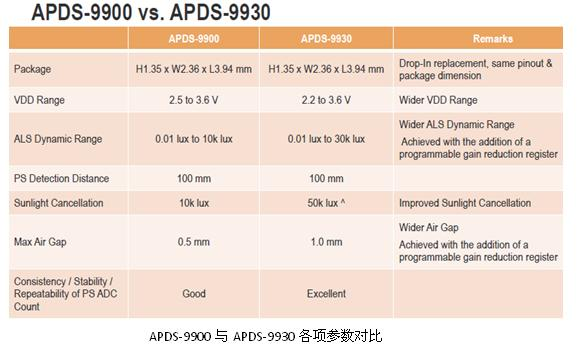 APDS-9900 vs. APDS-9930
APDS-9900 APDS-9930 Remarks
Package H1.35 x W2.36 x L3.94 mm H1.35 x W2.36 x L3.94 mm Drop-In replacement, same pinout &
package dimension
VDD Range 2.5 to 3.6 V 2.2 to 3.6 V Wider VDD Range
ALS Dynamic Range 0.01 lux to 10k lux 0.01 lux to 30k lux Wider ALS Dynamic Range
Achieved with the addition of a
programmable gain reduction register
PS Detection Distance 100 mm 100 mm
Sunlight Cancellation 10k lux 50k lux ^ Improved Sunlight Cancellation
Max Air Gap 0.5 mm 1.0 mm Wider Air Gap
Achieved with the addition of a
programmable gain reduction register
Consistency / Stability /
Repeatability of PS ADC
Count Good Excellent
APDS-9900 与 APDS-9930 各项参数对比